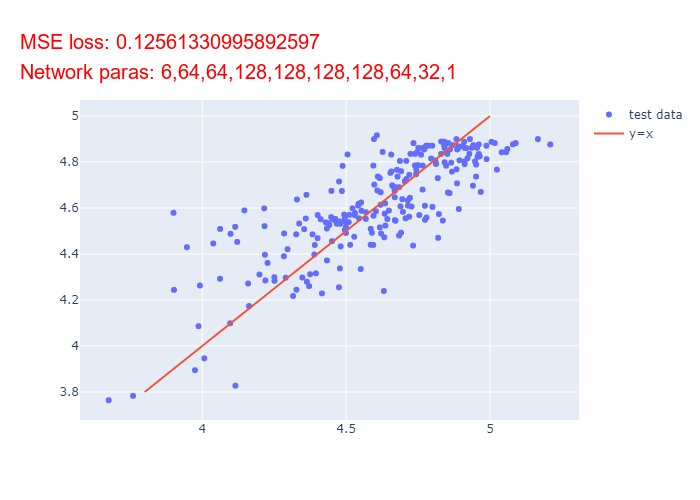 MSE loss: 0.12561330995892597
Network paras: 6,64,64,128,128,128,128,64,32,1
5
4.8
4.6
4.4
4.2
4
3.8
4
4.5
5
test data
y=x